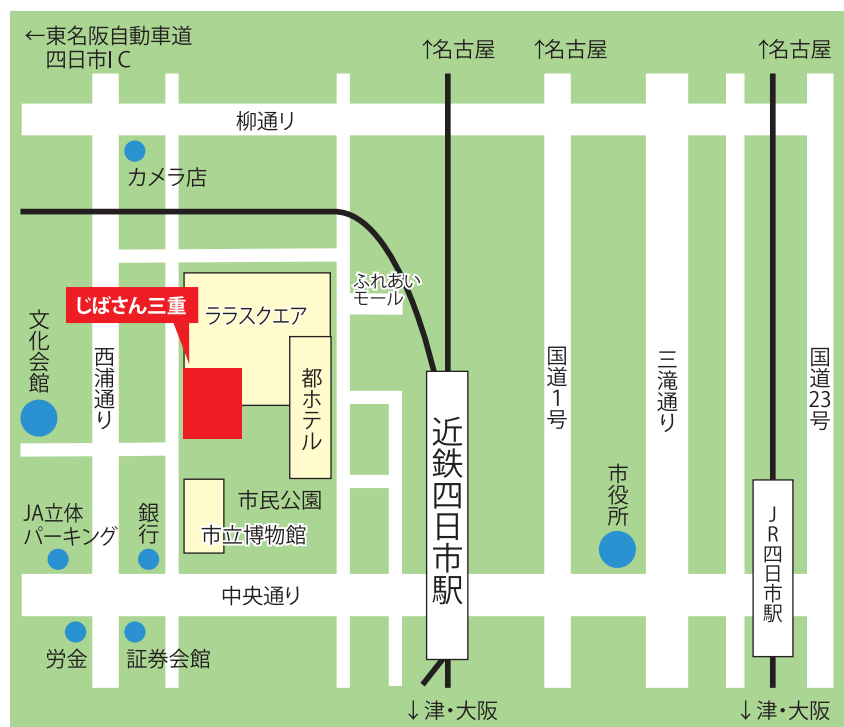 ←東名阪自動車道
四日市IC
↑名古屋
↑名古屋
↑名古屋
柳通り
カメラ店
ふれあい
モール
じばさん三重
ララスクエア
文化会館
西浦通り
都ホテル
国道1号
三滝通り
国道23号
近鉄四日市駅
市役所
JR四日市駅
市民公園
市立博物館
JA立体
パーキング
銀行
中央通り
労金
証券会館
↓津・大阪
↓津・大阪